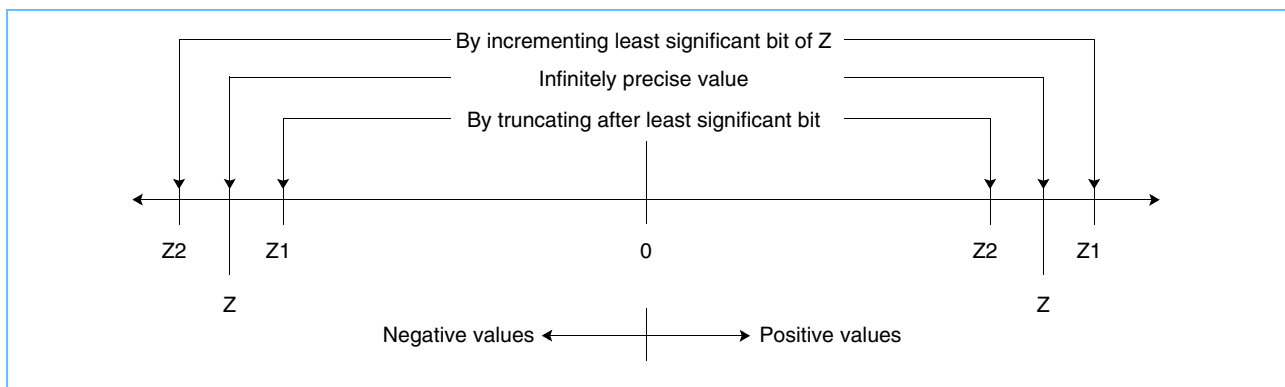 By incrementing least significant bit of Z
Infinitely precise value
By truncating after least significant bit
Z2 Z1 0 Z2 Z1
Z Z
Negative values Positive values